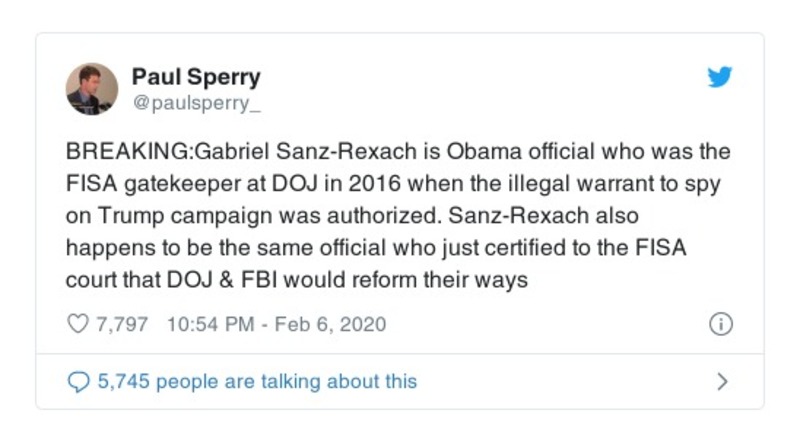 Paul Sperry
@paulsperry_
BREAKING:Gabriel Sanz-Rexach is Obama official who was the
FISA gatekeeper at DOJ in 2016 when the illegal warrant to spy
on Trump campaign was authorized. Sanz-Rexach also
happens to be the same official who just certified to the FISA
court that DOJ & FBI would reform their ways
7,797 10:54 PM - Feb 6, 2020
5,745 people are talking about this